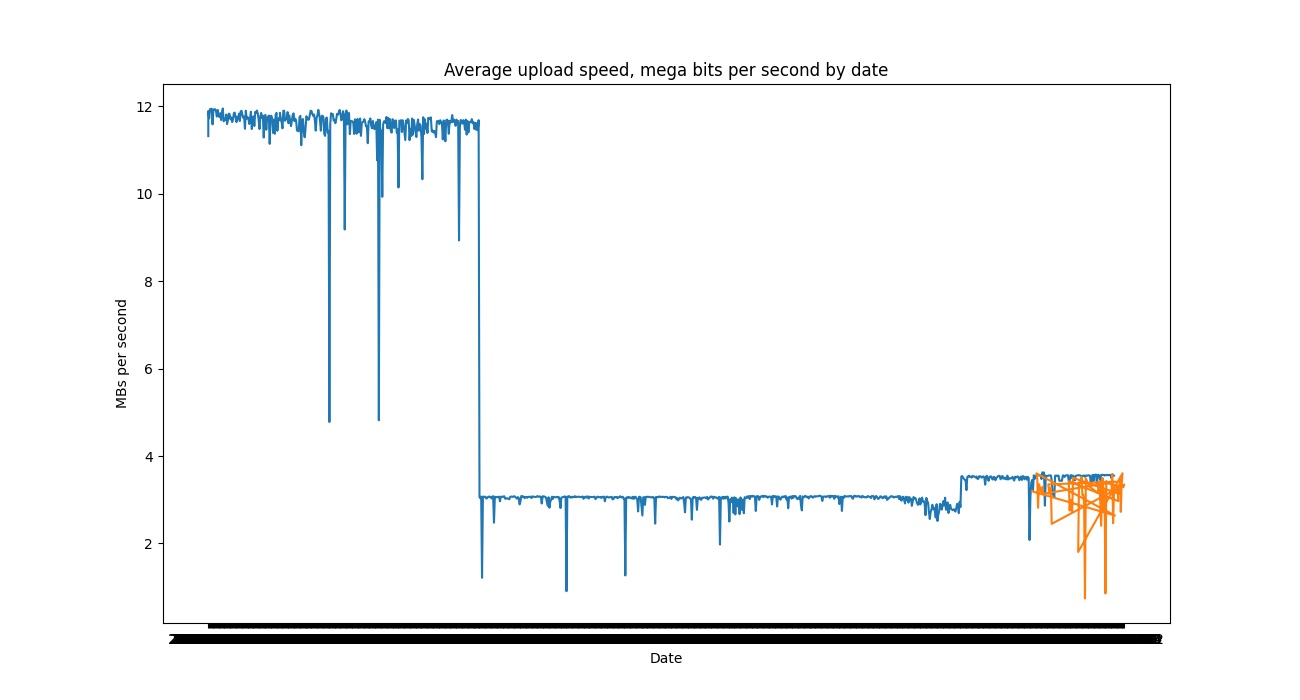 Average upload speed, mega bits per second by date
12
10
8
6
4
2
MBs per second
Date